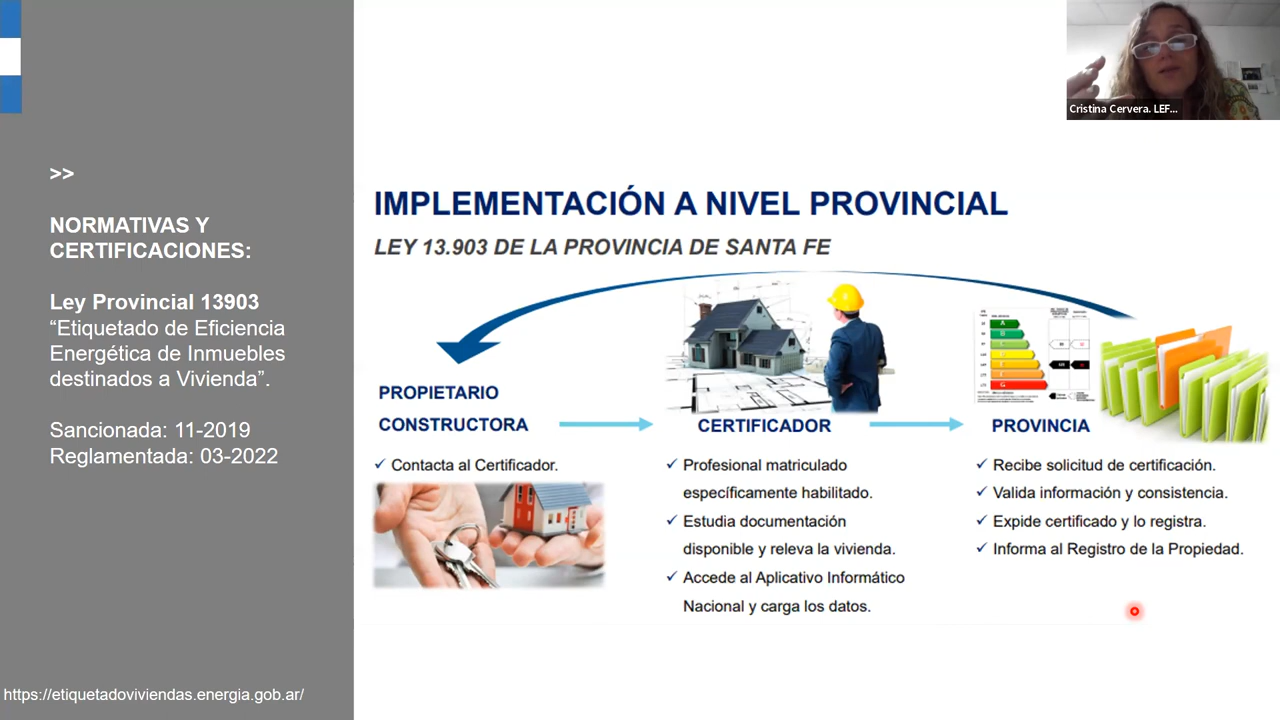 >>
NORMATIVAS Y
CERTIFICACIONES:
Ley Provincial 13903
“Etiquetado de Eficiencia
Energética de Inmuebles
destinados a Vivienda”.
Sancionada: 11-2019
Reglamentada: 03-2022
https://etiquetadoviviendas.energia.gob.ar/
Cristina Cervera. LEF...
IMPLEMENTACIÓN A NIVEL PROVINCIAL
LEY 13.903 DE LA PROVINCIA DE SANTA FE
PROPIETARIO
CONSTRUCTORA
✓ Contacta al Certificador.
CERTIFICADOR
✓ Profesional matriculado
específicamente habilitado.
✓ Estudia documentación
disponible y releva la vivienda.
✓ Accede al Aplicativo Informático
Nacional y carga los datos.
A
B
G
PROVINCIA
✓ Recibe solicitud de certificación.
✓ Valida información y consistencia.
✓ Expide certificado y lo registra.
✓ Informa al Registro de la Propiedad.